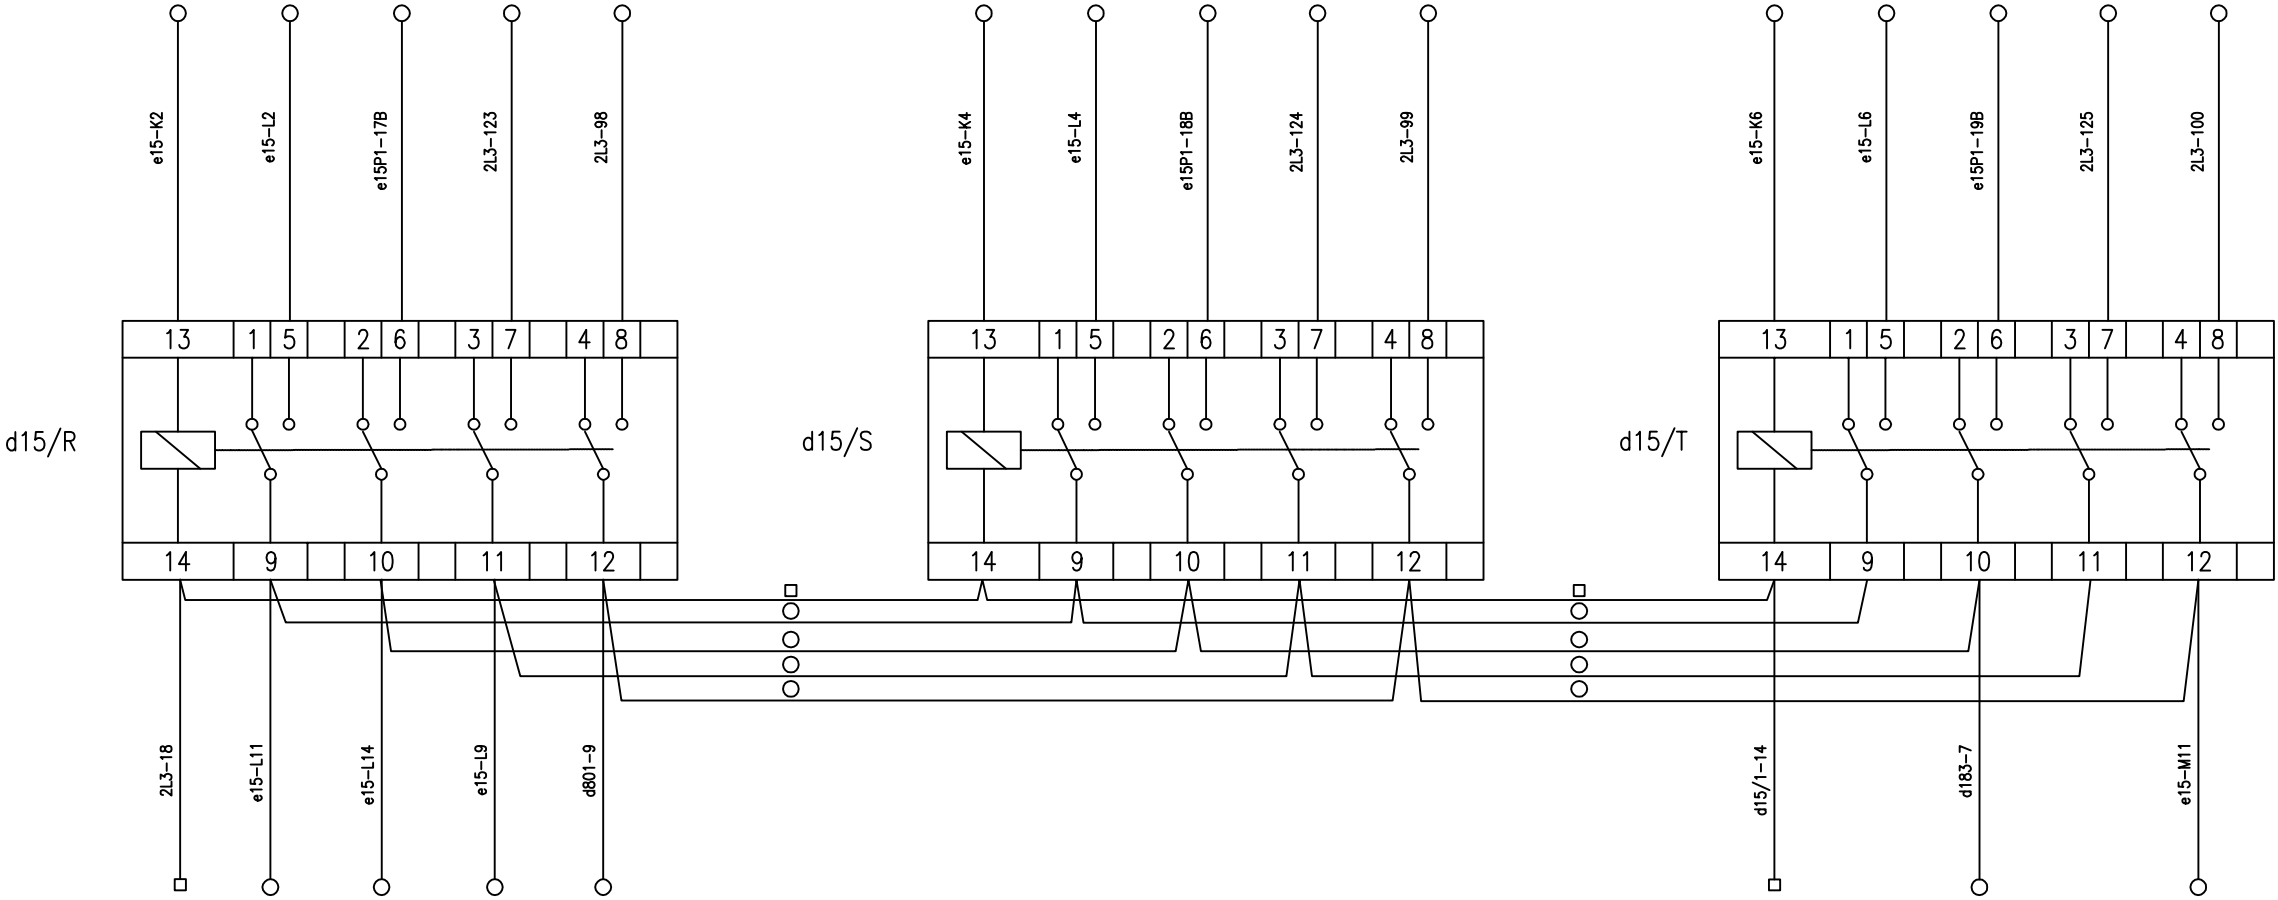 e15-K2
e15-L2
e15P1-17B
2L3-123
2L3-98
e15-K4
e15-L4
e15P1-18B
2L3-124
2L3-99
e15-K6
e15-L6
e15P1-19B
2L3-125
2L3-100
13 1 5 2 6 3 7 4 8
13 1 5 2 6 3 7 4 8
13 1 5 2 6 3 7 4 8
d15/R
d15/S
d15/T
14 9 10 11 12
14 9 10 11 12
14 9 10 11 12
2L3-18
e15-L11
e15-L14
e15-L9
d801-9
d15/1-14
d183-7
e15-M11